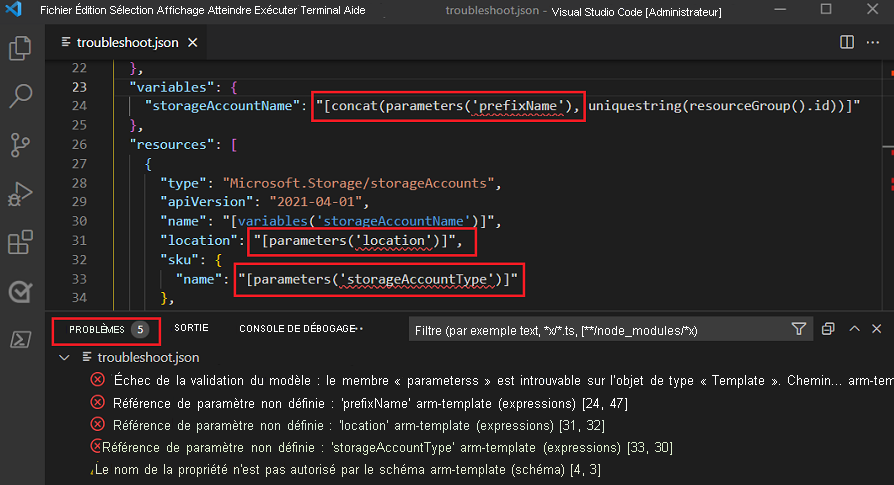 Fichier Édition Sélection Affichage Atteindre Exécuter Terminal Aide troubleshoot.json - Visual Studio Code [Administrateur]
troubleshoot.json
22 },
23 "variables": {
24 "storageAccountName": "[concat(parameters('prefixName'), uniquestring(resourceGroup().id))]"
25 },
26 "resources": [
27 {
28 "type": "Microsoft.Storage/storageAccounts",
29 "apiVersion": "2021-04-01",
30 "name": "[variables('storageAccountName')]",
31 "location": "[parameters('location')]",
32 "sku": {
33 "name": "[parameters('storageAccountType')]"
34 },
PROBLÈMES 5 SORTIE CONSOLE DE DÉBOGAGE Filtre (par exemple text, *x/*.ts, [**/node_modules/*x)
troubleshoot.json
Échec de la validation du modèle : le membre « parameterss » est introuvable sur l'objet de type « Template ». Chemin... arm-tem
Référence de paramètre non définie : 'prefixName' arm-template (expressions) [24, 47]
Référence de paramètre non définie : 'location' arm-template (expressions) [31, 32]
Référence de paramètre non définie : 'storageAccountType' arm-template (expressions) [33, 30]
Le nom de la propriété n'est pas autorisé par le schéma arm-template (schéma) [4, 3]